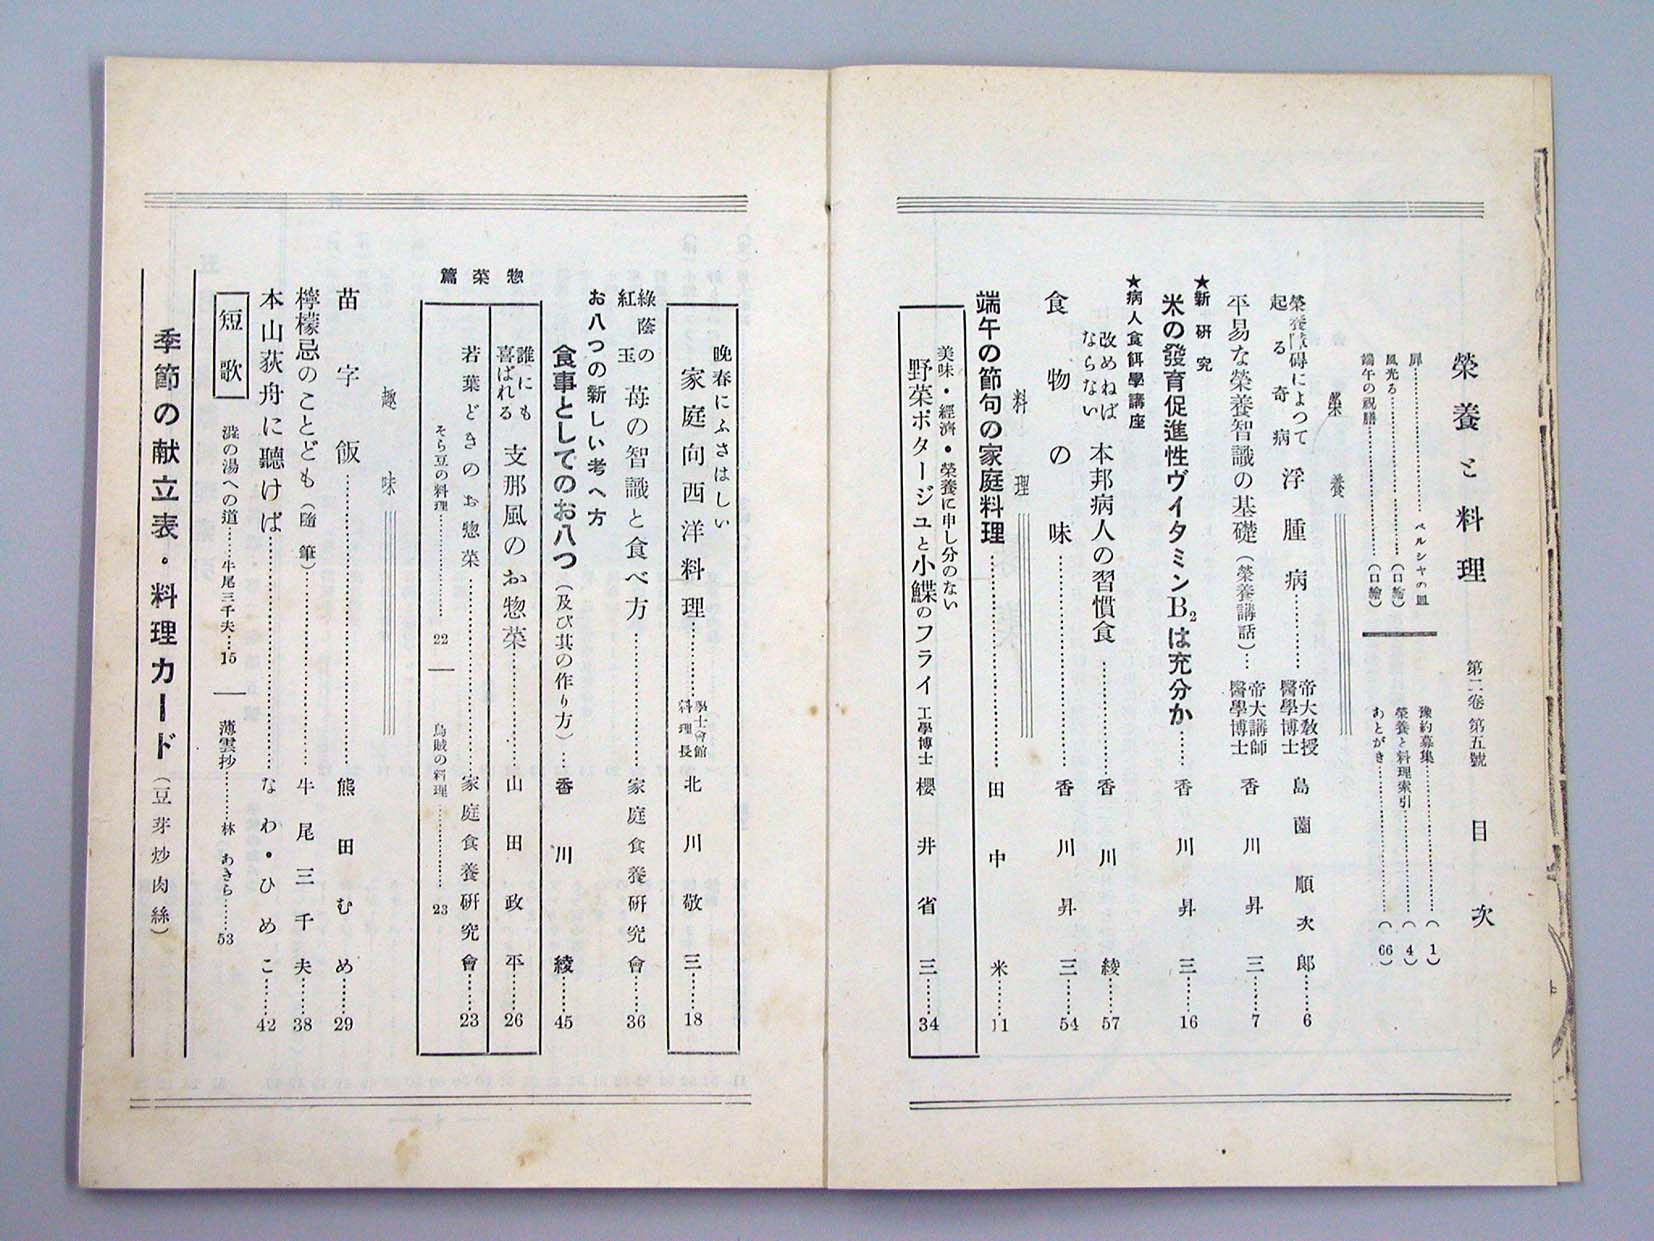 榮養と料理 第二卷第五號 目次
扉……ペルシャの皿
風光る……(口繪)
端午の祝膳……(口繪)
豫約募集……(1)
榮養と料理索引……(4)
あとがき……(66)
榮養
榮養障碍によつて起る奇病
浮腫病……帝大教授 醫學博士 島薗順次郎……6
平易な榮養智識の基礎(榮養講話)…帝大講師 醫學博士 香川昇三……7
★新研究
米の發育促進性ヴイタミンB₂は充分か……香川昇三……16
★病人食餌學講座
改めねばならない 本邦病人の習慣食……香川綾……57
食物の味……香川昇三……54
料理
端午の節句の家庭料理……田中米……11
美味・經濟・榮養に申し分のない
野菜ポタージュと小鰈のフライ 工學博士 櫻井省三……34
晩春にふさはしい
家庭向西洋料理……學士會館 料理長 北川敬三……18
綠蔭の紅玉 苺の智識と食べ方……家庭食養硏究會……36
お八つの新しい考へ方
食事としてのお八つ(及び其の作り方)…香川綾……45
惣菜篇
誰にも喜ばれる 支那風のお惣菜……山田政平……26
若葉どきのお惣菜……家庭食養硏究會……23
そら豆の料理……22
烏賊の料理……23
趣味
苗字飯……熊田むめ……29
檸檬忌のことども(隨筆)……牛尾三千夫……38
本山荻舟に聽けば……なわ・ひめこ……42
短歌
澁の湯への道……牛尾三千夫…15
薄雲抄……林あきら……53
季節の献立表・料理カード(豆芽炒肉絲)